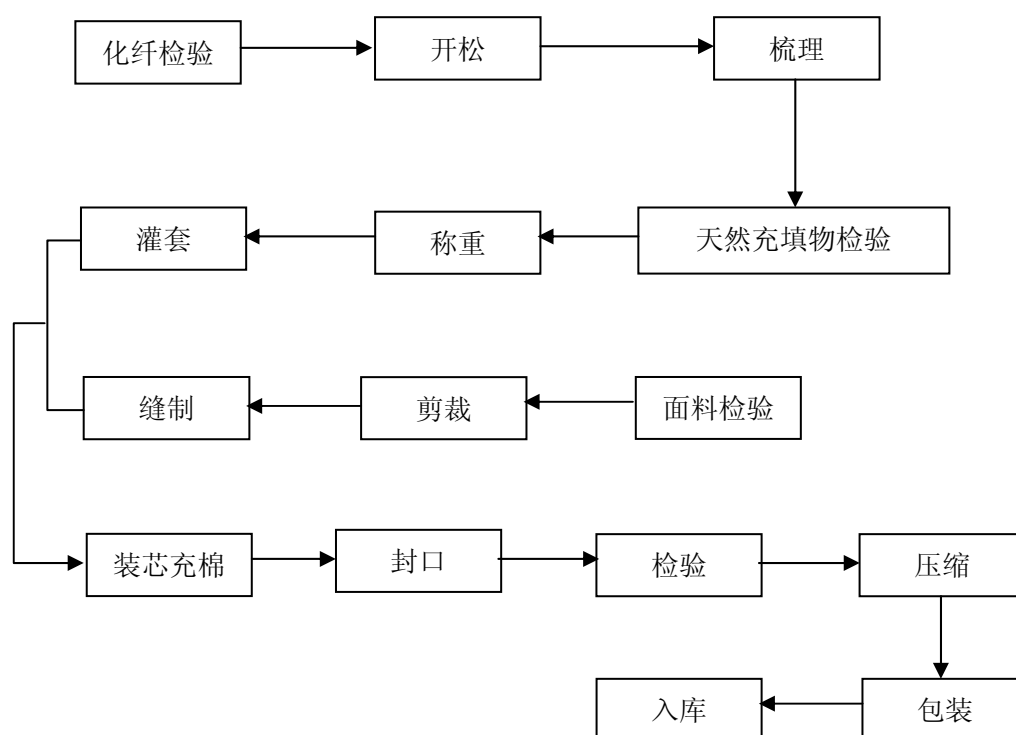 化纤检验
开松
梳理
灌套
称重
天然充填物检验
缝制
剪裁
面料检验
装芯充棉
封口
检验
压缩
入库
包装